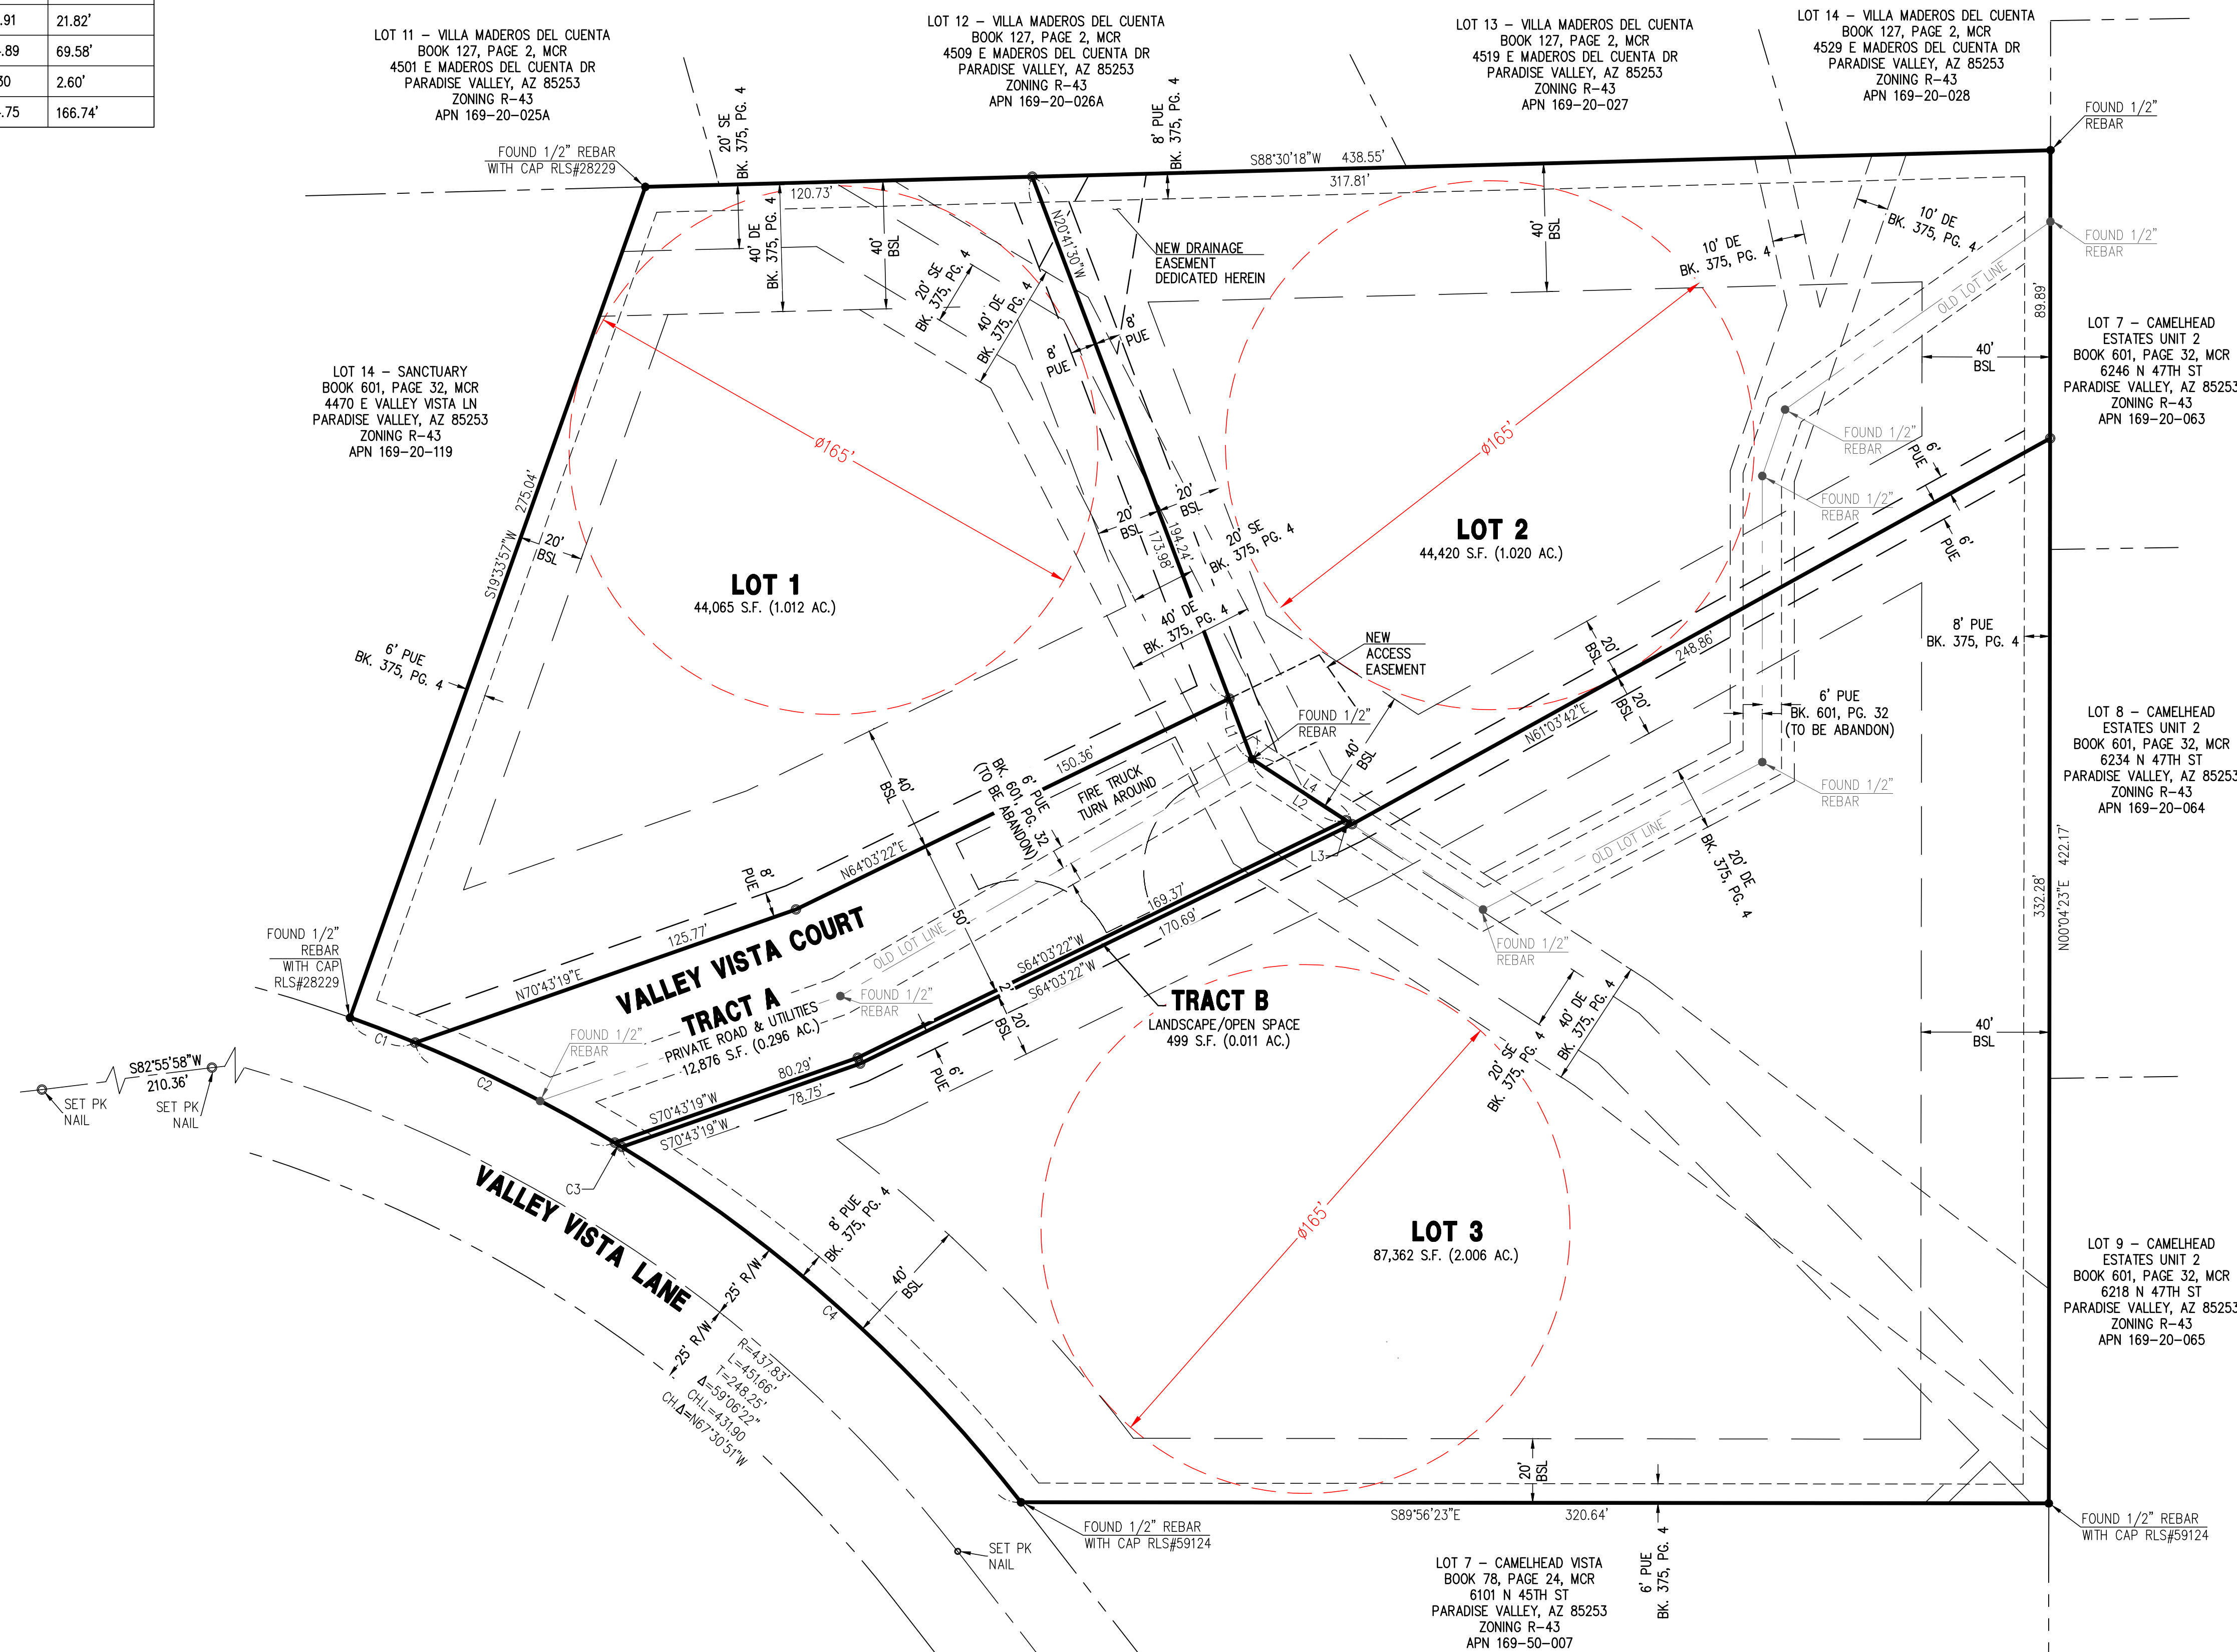 .91 21.82'
.89 69.58'
30 2.60'
.75 166.74'
LOT 11 – VILLA MADEROS DEL CUENTA
BOOK 127, PAGE 2, MCR
4501 E MADEROS DEL CUENTA DR
PARADISE VALLEY, AZ 85253
ZONING R–43
APN 169–20–025A
LOT 12 – VILLA MADEROS DEL CUENTA
BOOK 127, PAGE 2, MCR
4509 E MADEROS DEL CUENTA DR
PARADISE VALLEY, AZ 85253
ZONING R–43
APN 169–20–026A
LOT 13 – VILLA MADEROS DEL CUENTA
BOOK 127, PAGE 2, MCR
4519 E MADEROS DEL CUENTA DR
PARADISE VALLEY, AZ 85253
ZONING R–43
APN 169–20–027
LOT 14 – VILLA MADEROS DEL CUENTA
BOOK 127, PAGE 2, MCR
4529 E MADEROS DEL CUENTA DR
PARADISE VALLEY, AZ 85253
ZONING R–43
APN 169–20–028
FOUND 1/2"
REBAR
FOUND 1/2" REBAR
WITH CAP RLS#28229
20' SE
BK. 375, PG. 4
8' PUE
BK. 375, PG. 4
S88°30'18"W 438.55'
120.73'
317.81'
40' DE
BK. 375, PG. 4
40'
BSL
20' SE
BK. 375, PG. 4
40' DE
BK. 375, PG. 4
N20°41'30"W
NEW DRAINAGE
EASEMENT
DEDICATED HEREIN
40'
BSL
10' DE
BK. 375, PG. 4
10' DE
BK. 375, PG. 4
FOUND 1/2"
REBAR
OLD LOT LINE
89.89'
8'
PUE
8'
PUE
40'
BSL
LOT 7 – CAMELHEAD
ESTATES UNIT 2
BOOK 601, PAGE 32, MCR
6246 N 47TH ST
PARADISE VALLEY, AZ 85253
ZONING R–43
APN 169–20–063
LOT 14 – SANCTUARY
BOOK 601, PAGE 32, MCR
4470 E VALLEY VISTA LN
PARADISE VALLEY, AZ 85253
ZONING R–43
APN 169–20–119
ø165'
ø165'
FOUND 1/2"
REBAR
FOUND 1/2"
REBAR
6'
PUE
6'
PUE
S19°33'57"W 275.04'
20'
BSL
20'
BSL
20'
BSL
194.24'
173.98'
20' SE
BK. 375, PG. 4
LOT 2
44,420 S.F. (1.020 AC.)
LOT 1
44,065 S.F. (1.012 AC.)
40' DE
BK. 375, PG. 4
NEW
ACCESS
EASEMENT
6' PUE
BK. 375, PG. 4
20'
BSL
20'
BSL
248.86'
N61°03'42"E
8' PUE
BK. 375, PG. 4
6' PUE
BK. 601, PG. 32
(TO BE ABANDON)
LOT 8 – CAMELHEAD
ESTATES UNIT 2
BOOK 601, PAGE 32, MCR
6234 N 47TH ST
PARADISE VALLEY, AZ 85253
ZONING R–43
APN 169–20–064
FOUND 1/2"
REBAR
L1
40'
BSL
40'
BSL
150.36'
N64°03'22"E
6' PUE
BK. 601, PG. 32
(TO BE ABANDON)
FIRE TRUCK
TURN AROUND
L4
L2
L3
FOUND 1/2"
REBAR
OLD LOT LINE
20' DE
BK. 375, PG. 4
332.28'
N00°04'23"E 422.17'
8'
PUE
125.77'
N70°43'19"E
50'
169.37'
170.69'
S64°03'22"W
S64°03'22"W
2'
OLD LOT LINE
FOUND 1/2"
REBAR
FOUND 1/2"
REBAR
WITH CAP
RLS#28229
VALLEY VISTA COURT
TRACT A
PRIVATE ROAD & UTILITIES
12,876 S.F. (0.296 AC.)
FOUND 1/2"
REBAR
20'
BSL
TRACT B
LANDSCAPE/OPEN SPACE
499 S.F. (0.011 AC.)
FOUND 1/2"
REBAR
20' SE
BK. 375, PG. 4
40' DE
BK. 375, PG. 4
40'
BSL
C1
C2
S82°55'58"W
210.36'
SET PK
NAIL
SET PK
NAIL
80.29'
S70°43'19"W
78.75'
S70°43'19"W
6'
PUE
C3
VALLEY VISTA LANE
8' PUE
BK. 375, PG. 4
40'
BSL
25' R/W
25' R/W
C4
ø165'
LOT 3
87,362 S.F. (2.006 AC.)
LOT 9 – CAMELHEAD
ESTATES UNIT 2
BOOK 601, PAGE 32, MCR
6218 N 47TH ST
PARADISE VALLEY, AZ 85253
ZONING R–43
APN 169–20–065
R=437.83'
L=451.66'
T=248.25'
Δ=59°06'22"
CH.L=431.90
CH.Δ=N67°30'51"W
20'
BSL
S89°56'23"E 320.64'
FOUND 1/2" REBAR
WITH CAP RLS#59124
FOUND 1/2" REBAR
WITH CAP RLS#59124
SET PK
NAIL
6' PUE
BK. 375, PG. 4
LOT 7 – CAMELHEAD VISTA
BOOK 78, PAGE 24, MCR
6101 N 45TH ST
PARADISE VALLEY, AZ 85253
ZONING R–43
APN 169–50–007